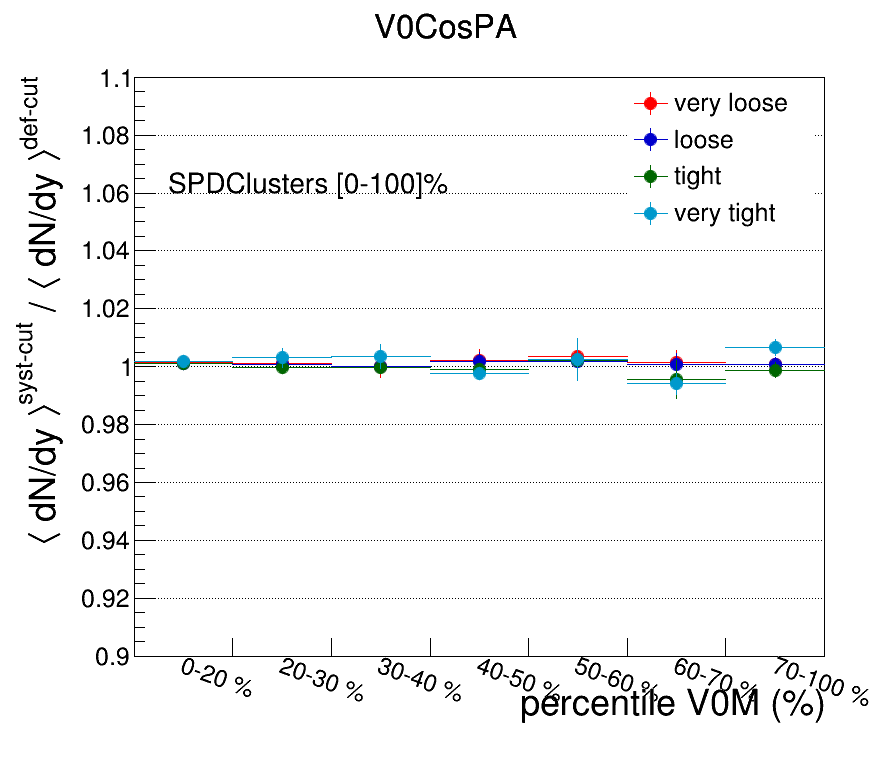 V0CosPA
⟨ dN/dy ⟩^syst-cut / ⟨ dN/dy ⟩^def-cut
1.1
1.08
1.06
1.04
1.02
1
0.98
0.96
0.94
0.92
0.9
SPDClusters [0-100]%
very loose
loose
tight
very tight
0-20 %
20-30 %
30-40 %
40-50 %
50-60 %
60-70 %
70-100 %
percentile V0M (%)